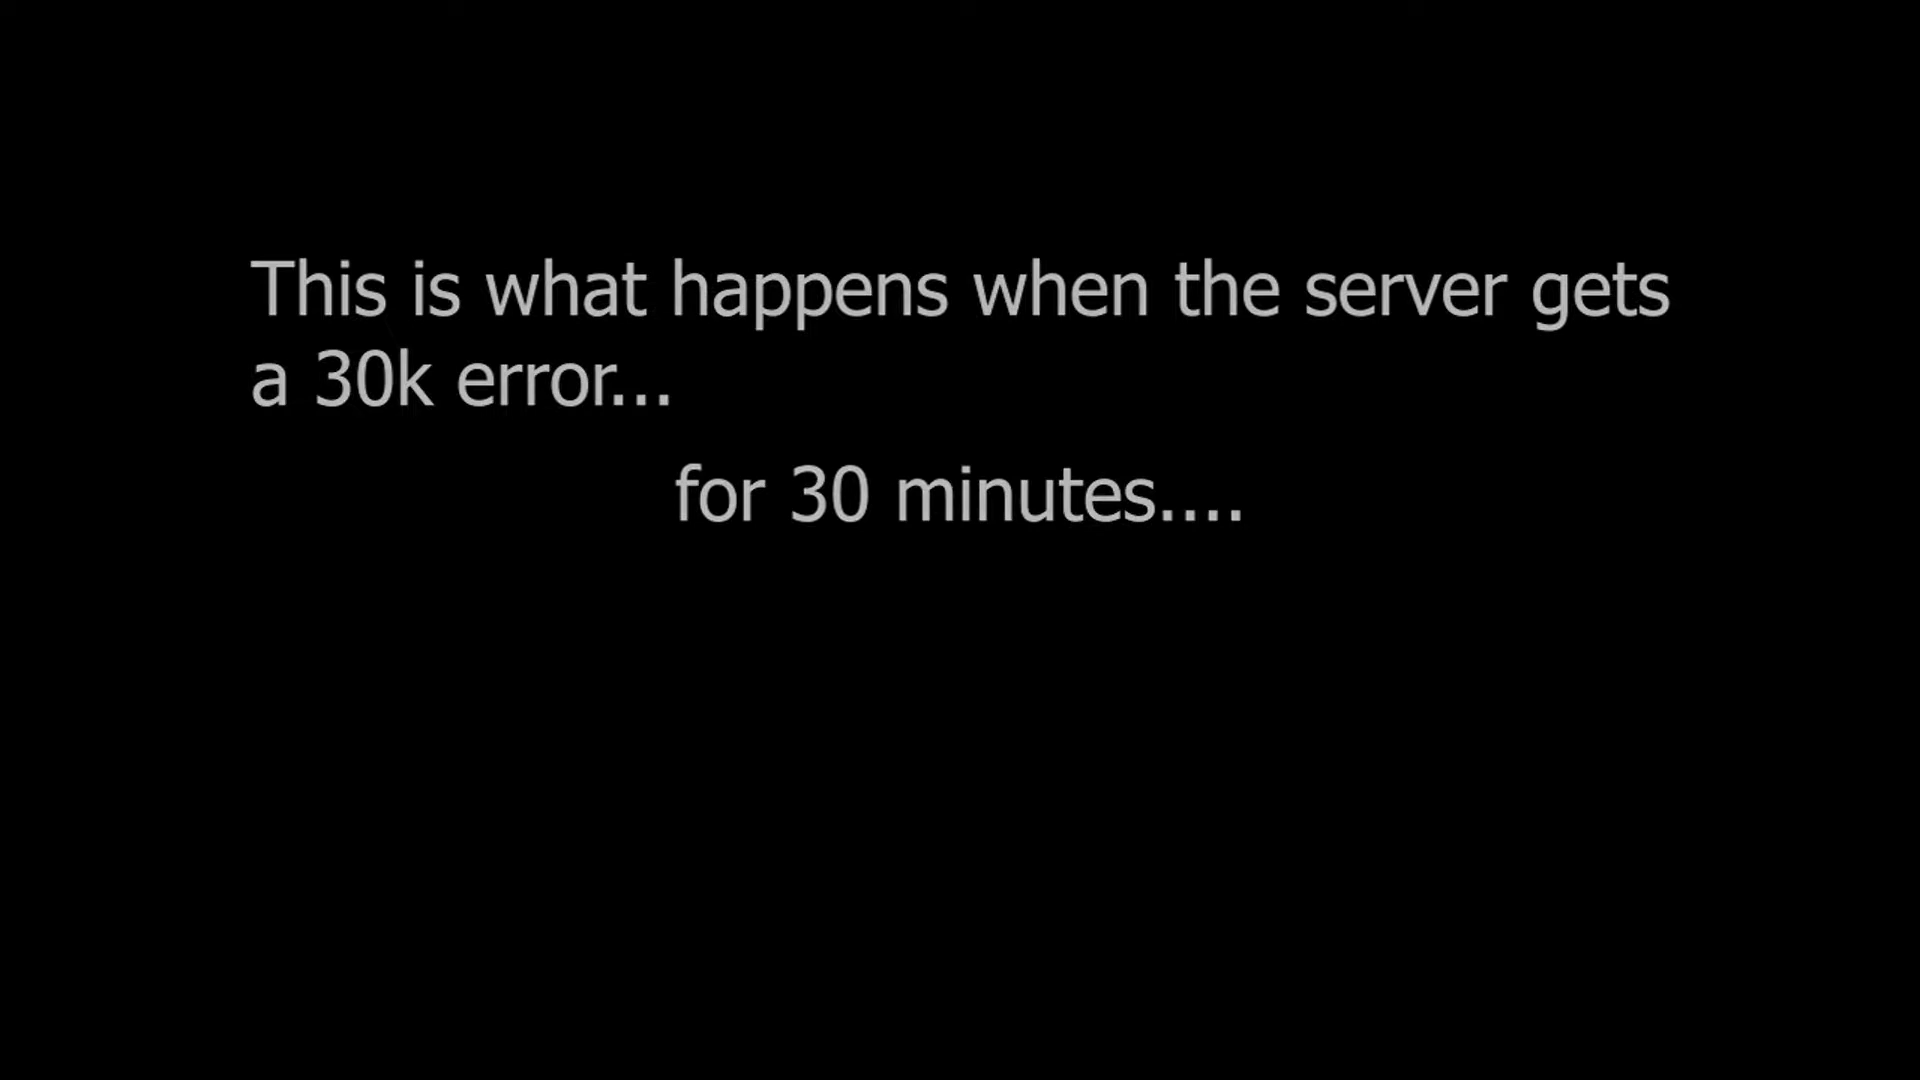 This is what happens when the server gets
a 30k error...
for 30 minutes....